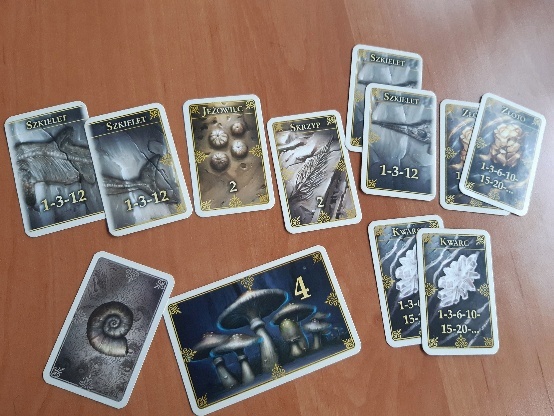 SZKIELET
1-3-12
SZKIELET
1-3-12
JEŻOWIEC
2
SKRZYP
2
SZKIELET
SZKIELET
1-3-12
ZŁOTO
1-3-6-10-
15-20-...
KWARC
1-3-6-10-
15-20-...
4